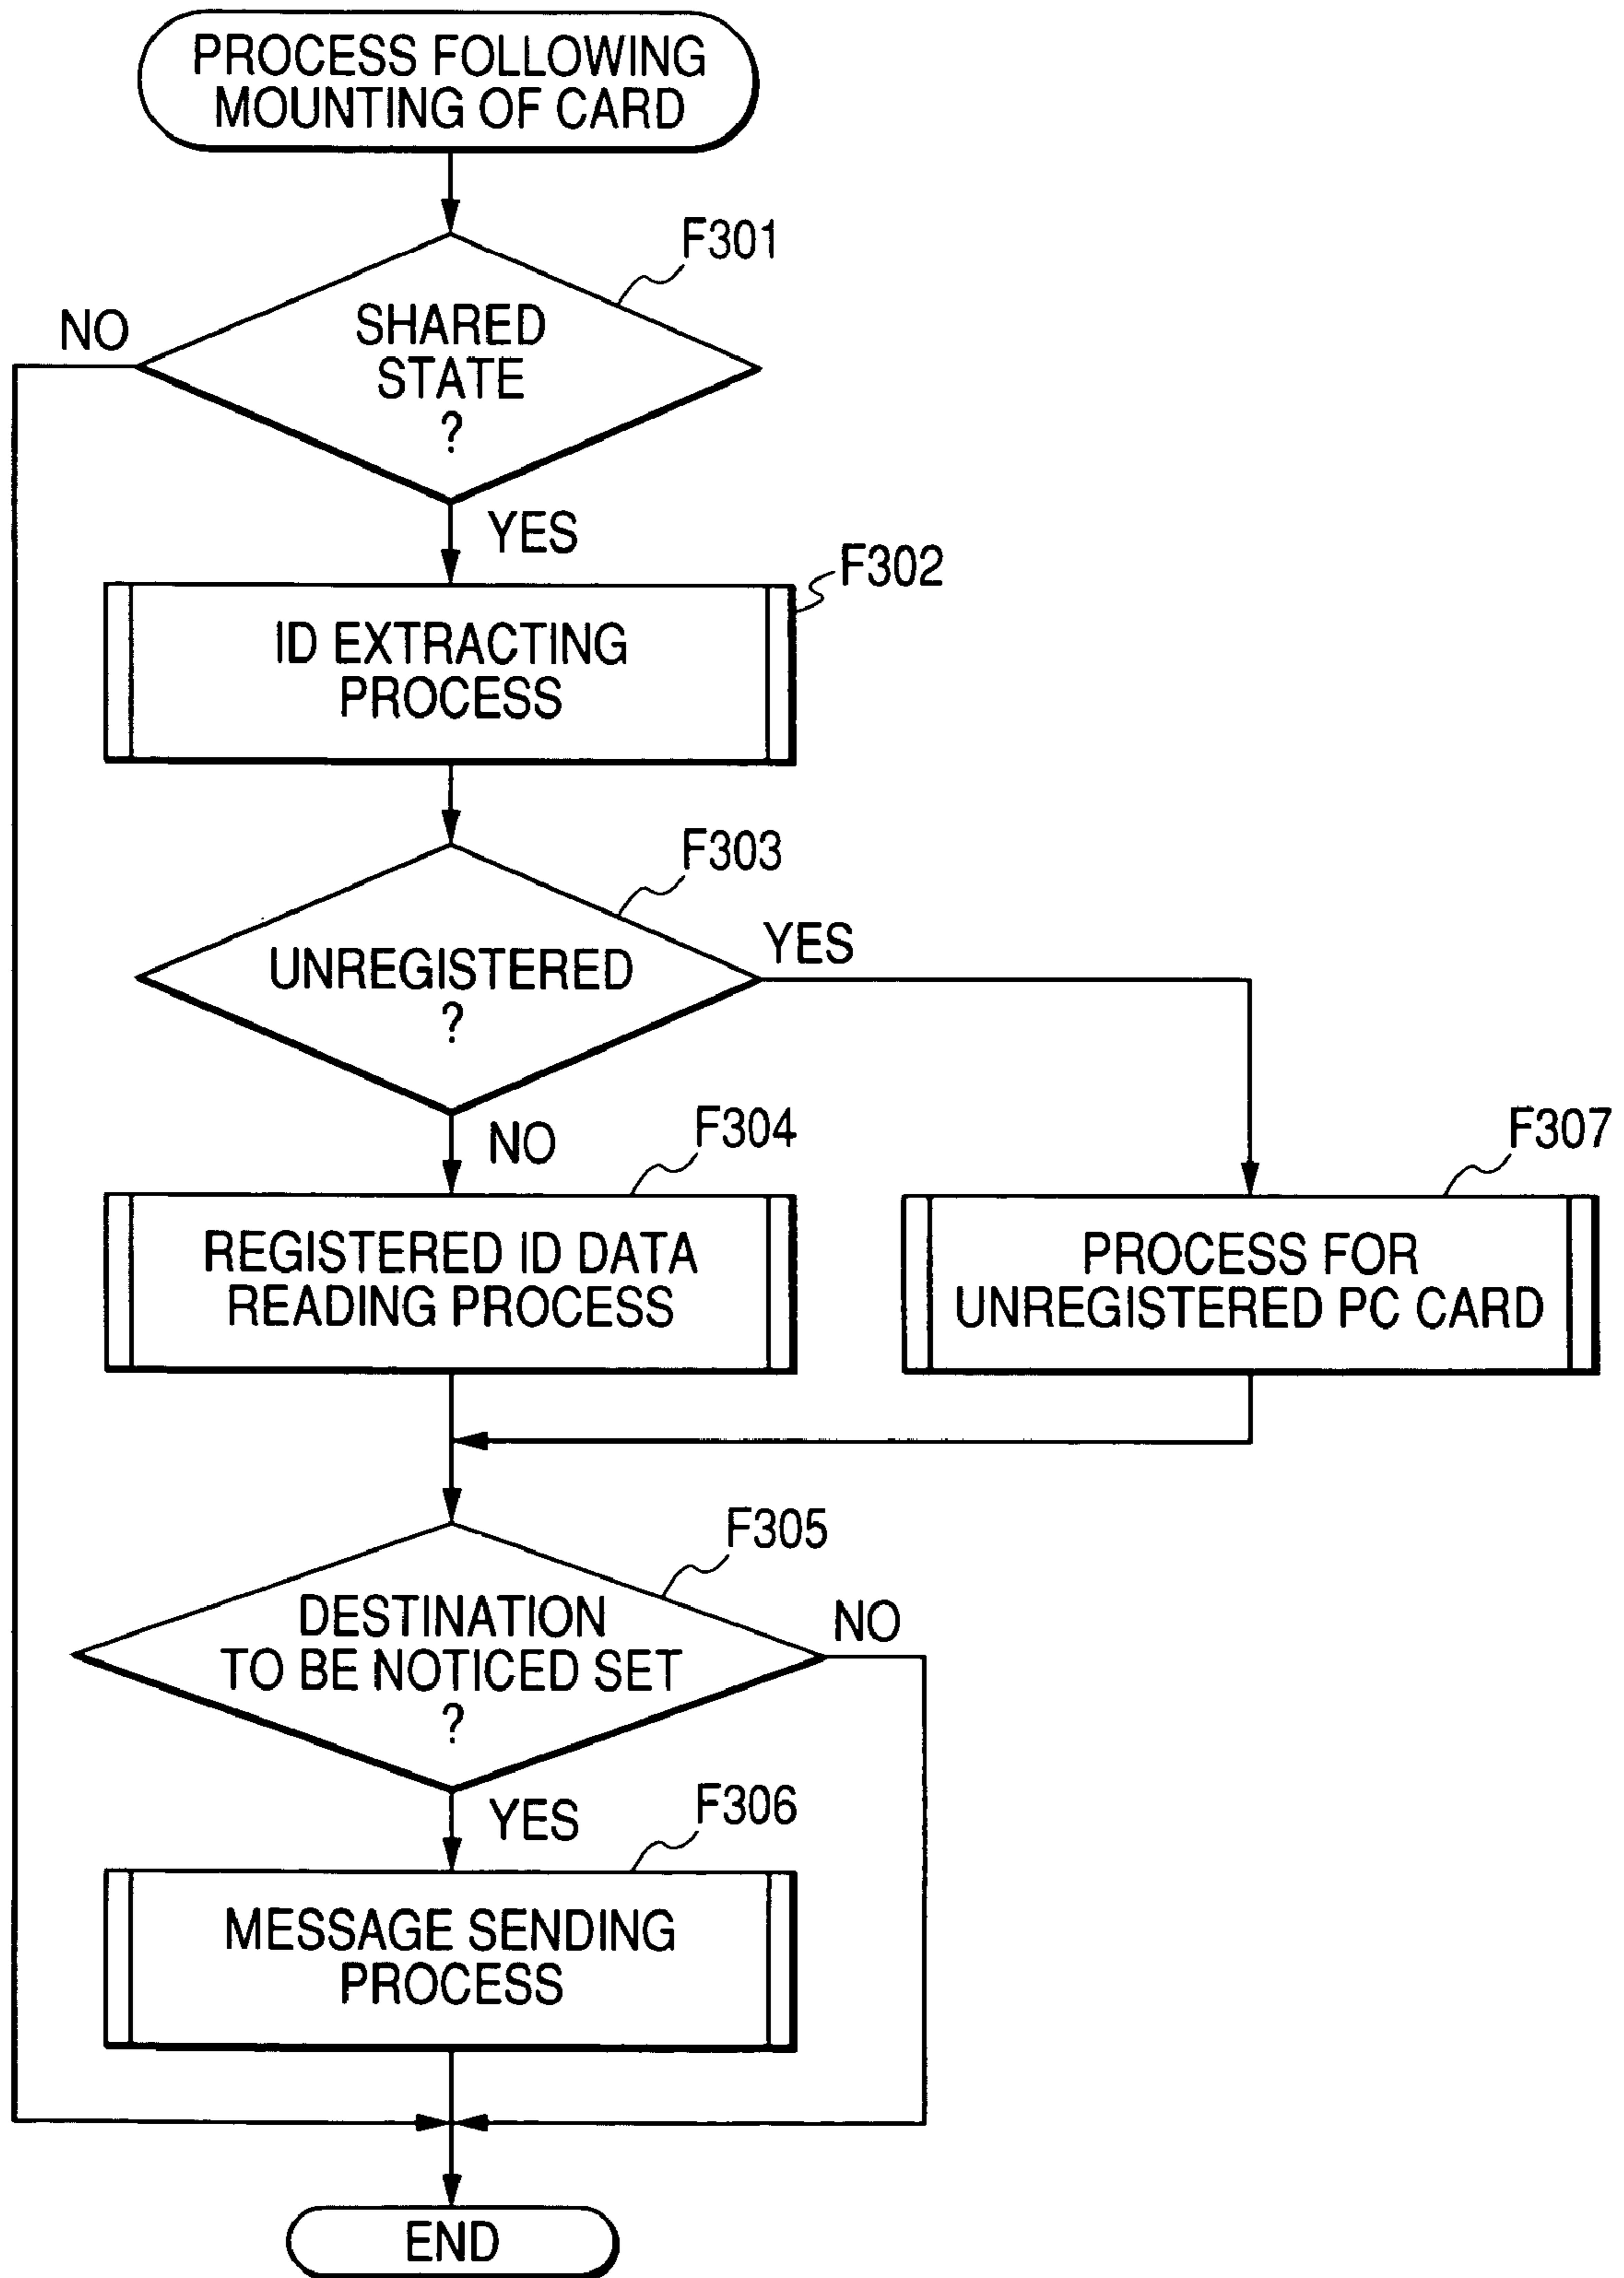 PROCESS FOLLOWING
MOUNTING OF CARD
F301
NO
SHARED
STATE
?
YES
F302
ID EXTRACTING
PROCESS
F303
YES
UNREGISTERED
?
NO
F304
F307
REGISTERED ID DATA
READING PROCESS
PROCESS FOR
UNREGISTERED PC CARD
F305
NO
DESTINATION
TO BE NOTICED SET
?
YES
F306
MESSAGE SENDING
PROCESS
END